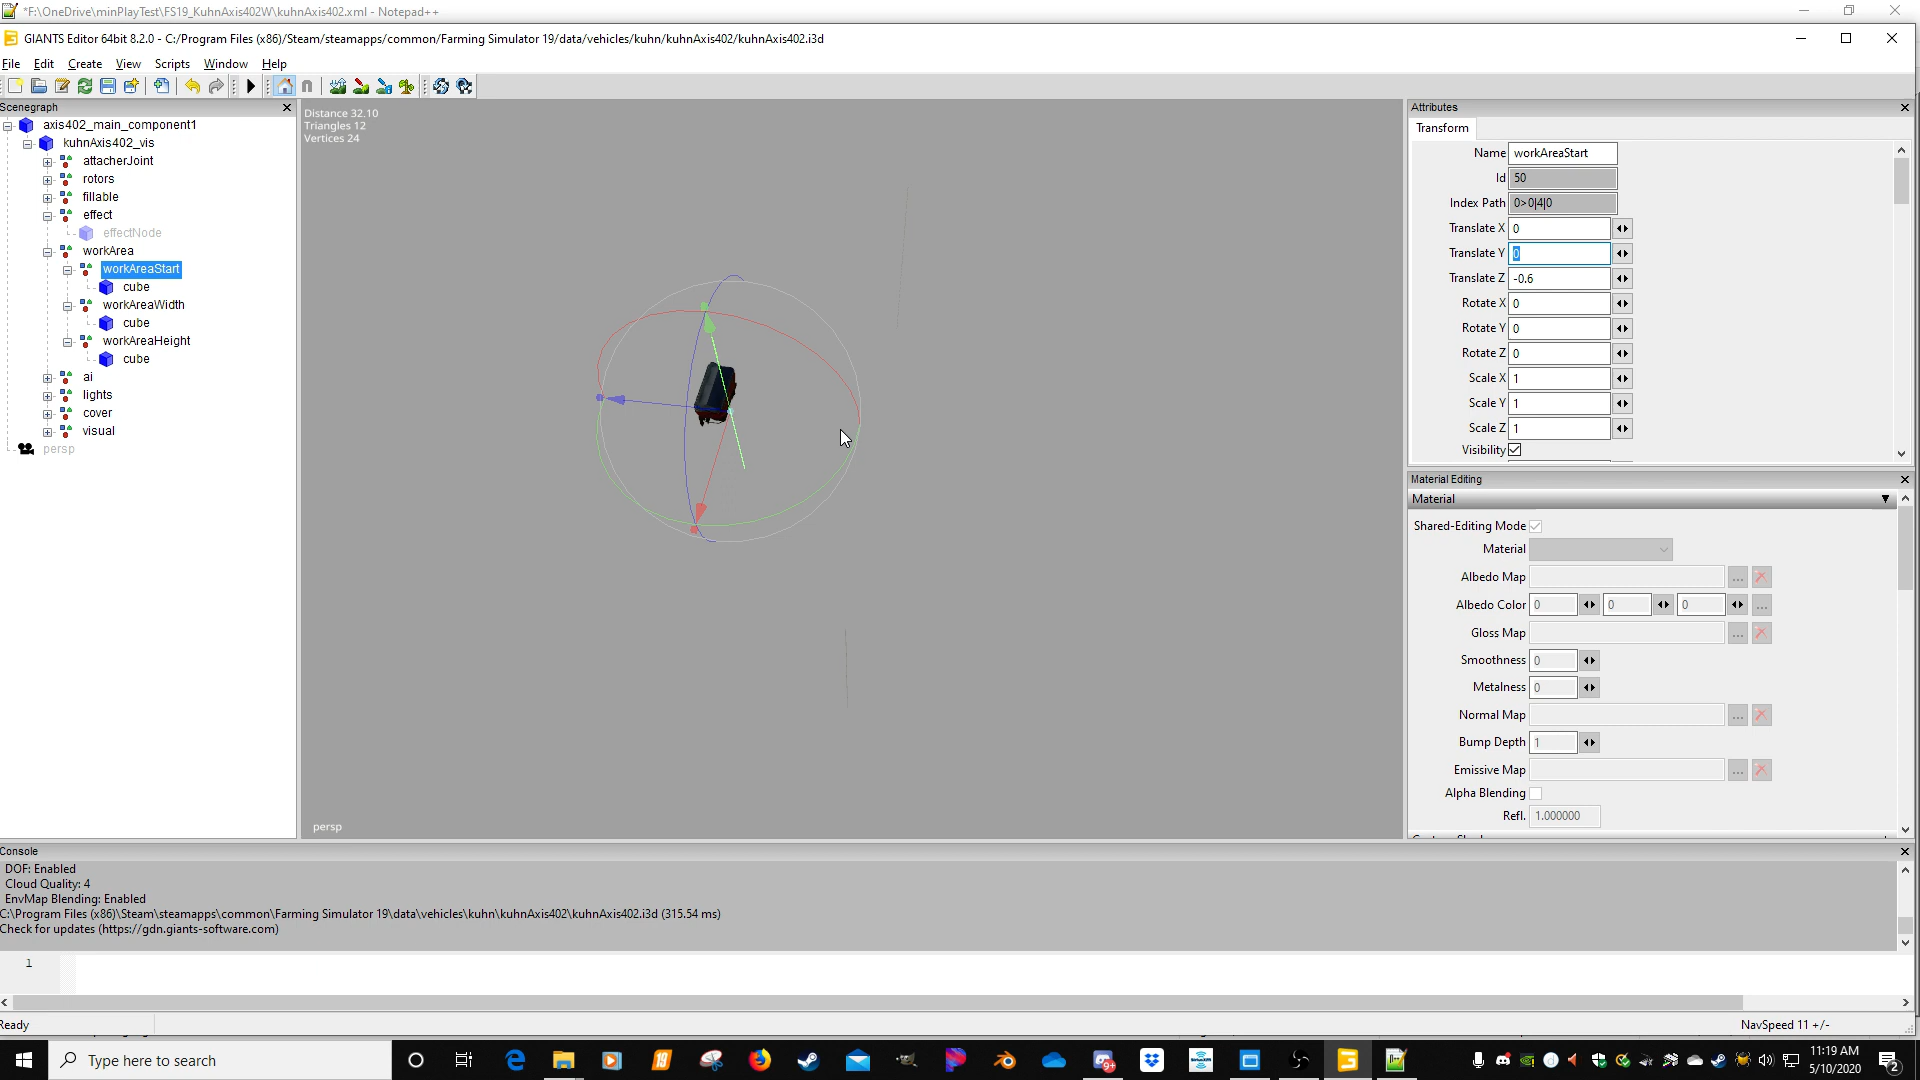 *F:\OneDrive\minPlayTest\FS19_KuhnAxis402W\kuhnAxis402.xml - Notepad++
GIANTS Editor 64bit 8.2.0 - C:/Program Files (x86)/Steam/steamapps/common/Farming Simulator 19/data/vehicles/kuhn/kuhnAxis402/kuhnAxis402.i3d
File Edit Create View Scripts Window Help
Scenegraph
axis402_main_component1
kuhnAxis402_vis
attacherJoint
rotors
fillable
effect
effectNode
workArea
workAreaStart
cube
workAreaWidth
cube
workAreaHeight
cube
ai
lights
cover
visual
persp
Distance 32.10
Triangles 12
Vertices 24
persp
Attributes
Transform
Name workAreaStart
Id 50
Index Path 0>0|4|0
Translate X 0
Translate Y 0
Translate Z -0.6
Rotate X 0
Rotate Y 0
Rotate Z 0
Scale X 1
Scale Y 1
Scale Z 1
Visibility
Material Editing
Material
Shared-Editing Mode
Material
Albedo Map ...
Albedo Color 0 0 0 ...
Gloss Map ...
Smoothness 0
Metalness 0
Normal Map ...
Bump Depth 1
Emissive Map ...
Alpha Blending
Refl. 1.000000
Console
DOF: Enabled
Cloud Quality: 4
EnvMap Blending: Enabled
C:\Program Files (x86)\Steam\steamapps\common\Farming Simulator 19\data\vehicles\kuhn\kuhnAxis402\kuhnAxis402.i3d (315.54 ms)
Check for updates (https://gdn.giants-software.com)
1
Ready
NavSpeed 11 +/-
Type here to search
11:19 AM
5/10/2020